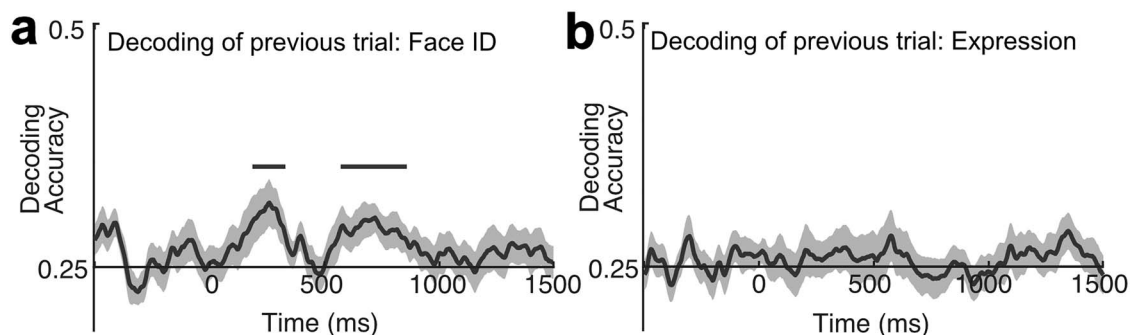 a
0.5
Decoding of previous trial: Face ID
Decoding
Accuracy
0.25
0
500
1000
1500
Time (ms)
b
0.5
Decoding of previous trial: Expression
Decoding
Accuracy
0.25
0
500
1000
1500
Time (ms)